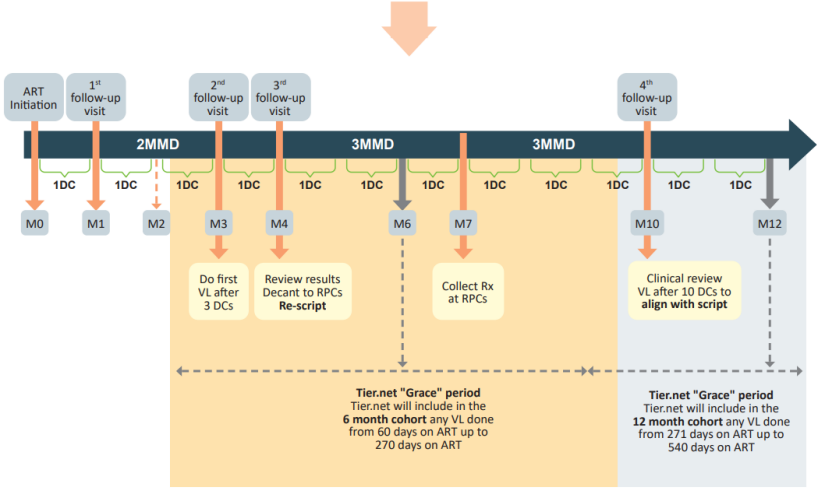 ART
Initiation
1st
follow-up
visit
2nd
follow-up
visit
3rd
follow-up
visit
4th
follow-up
visit
2MMD
3MMD
3MMD
1DC
1DC
1DC
1DC
1DC
1DC
1DC
1DC
1DC
1DC
1DC
1DC
M0
M1
M2
M3
M4
M6
M7
M10
M12
Do first
VL after
3 DCs
Review results
Decant to RPCs
Re-script
Collect Rx
at RPCs
Clinical review
VL after 10 DCs to
align with script
Tier.net "Grace" period
Tier.net will include in the
6 month cohort any VL done
from 60 days on ART up to
270 days on ART
Tier.net "Grace" period
Tier.net will include in the
12 month cohort any VL done
from 271 days on ART up to
540 days on ART